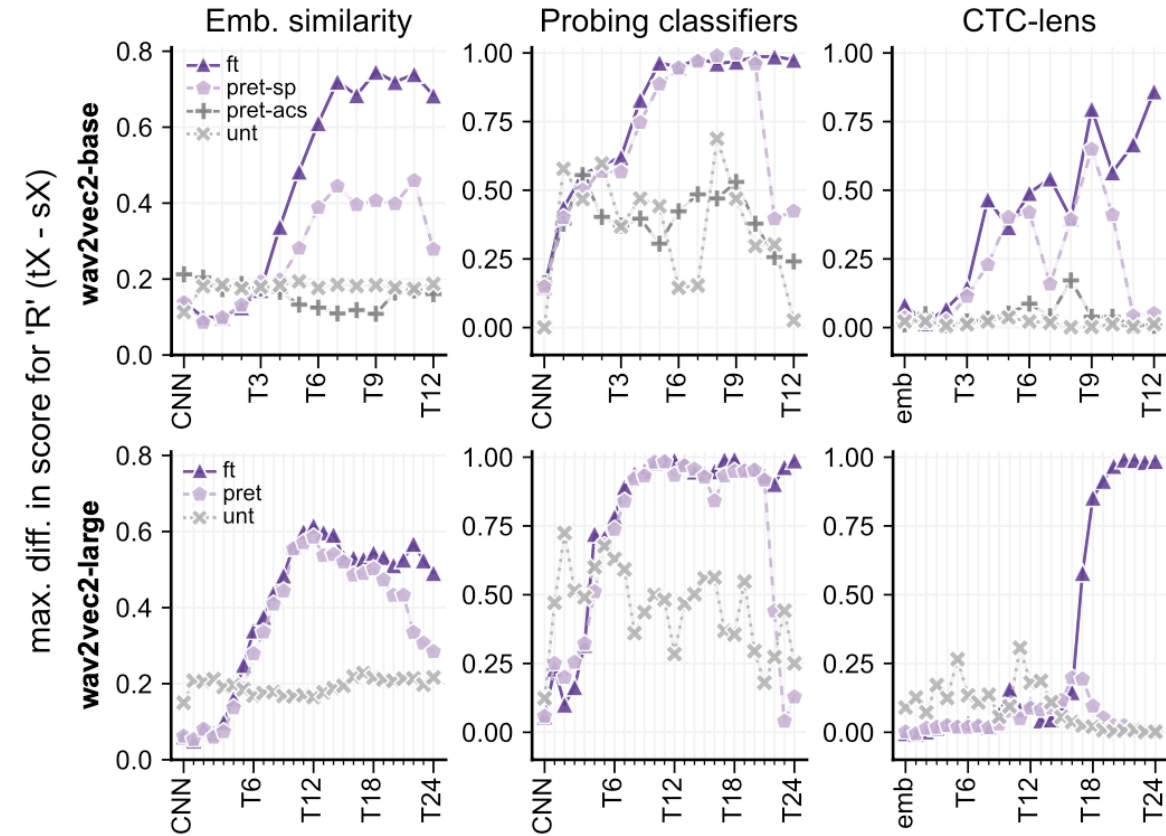 Emb. similarity
Probing classifiers
CTC-lens
max. diff. in score for 'R' (tX - sX)
wav2vec2-base
0.8
0.6
0.4
0.2
0.0
ft
pret-sp
pret-acs
unt
CNN
T3
T6
T9
T12
1.00
0.75
0.50
0.25
0.00
CNN
T3
T6
T9
T12
1.00
0.75
0.50
0.25
0.00
emb
T3
T6
T9
T12
wav2vec2-large
0.8
0.6
0.4
0.2
0.0
ft
pret
unt
CNN
T6
T12
T18
T24
1.00
0.75
0.50
0.25
0.00
CNN
T6
T12
T18
T24
1.00
0.75
0.50
0.25
0.00
emb
T6
T12
T18
T24